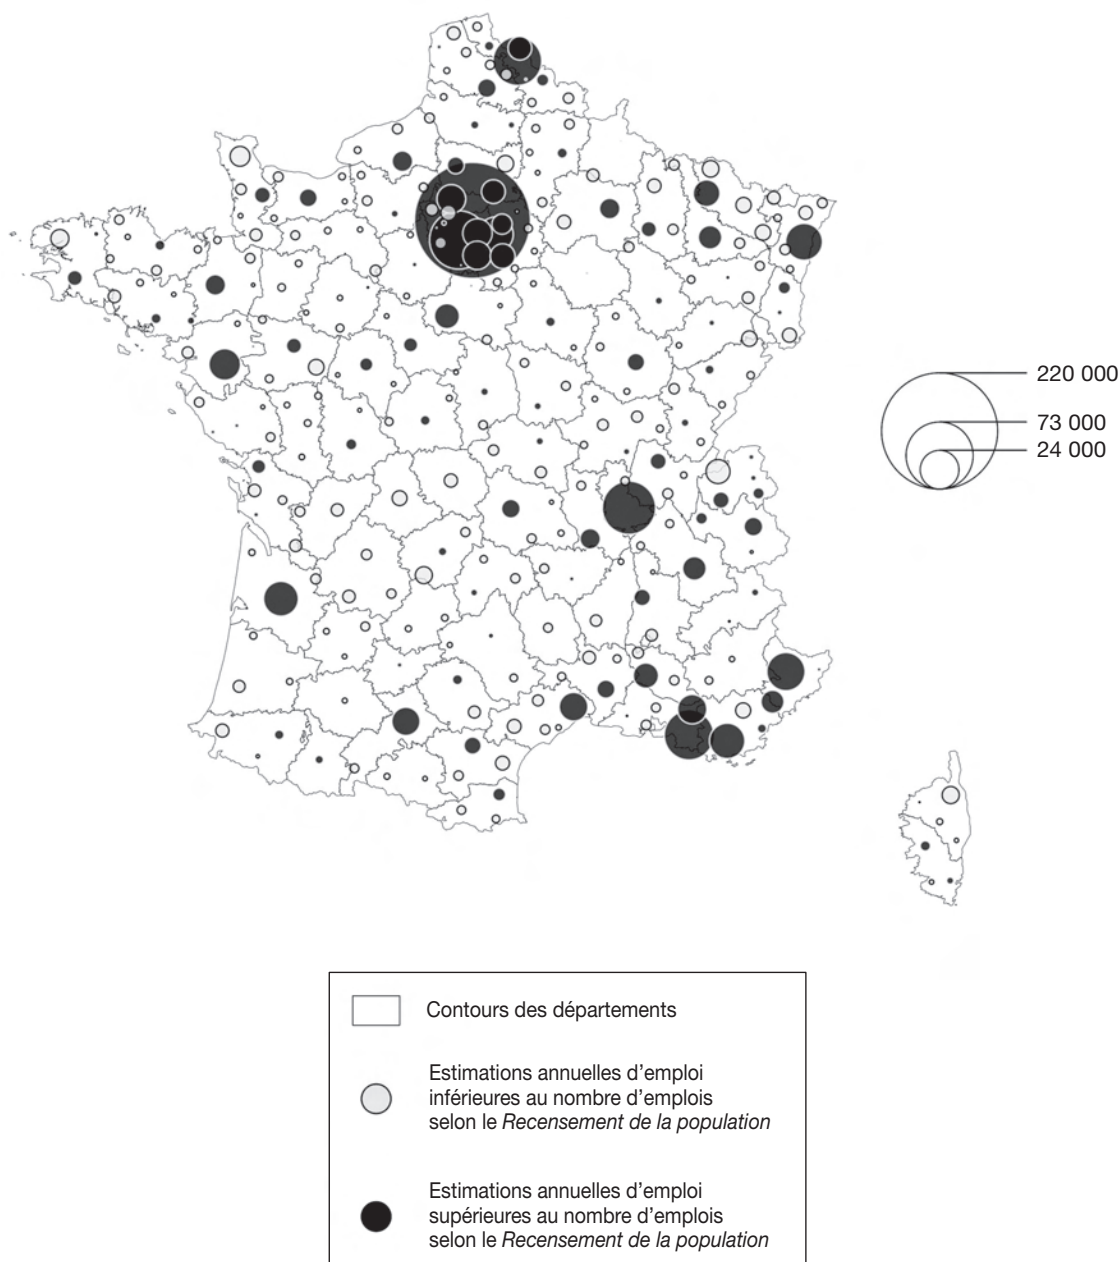 220 000
73 000
24 000
Contours des départements
Estimations annuelles d’emploi
inférieures au nombre d’emplois
selon le Recensement de la population
Estimations annuelles d’emploi
supérieures au nombre d’emplois
selon le Recensement de la population